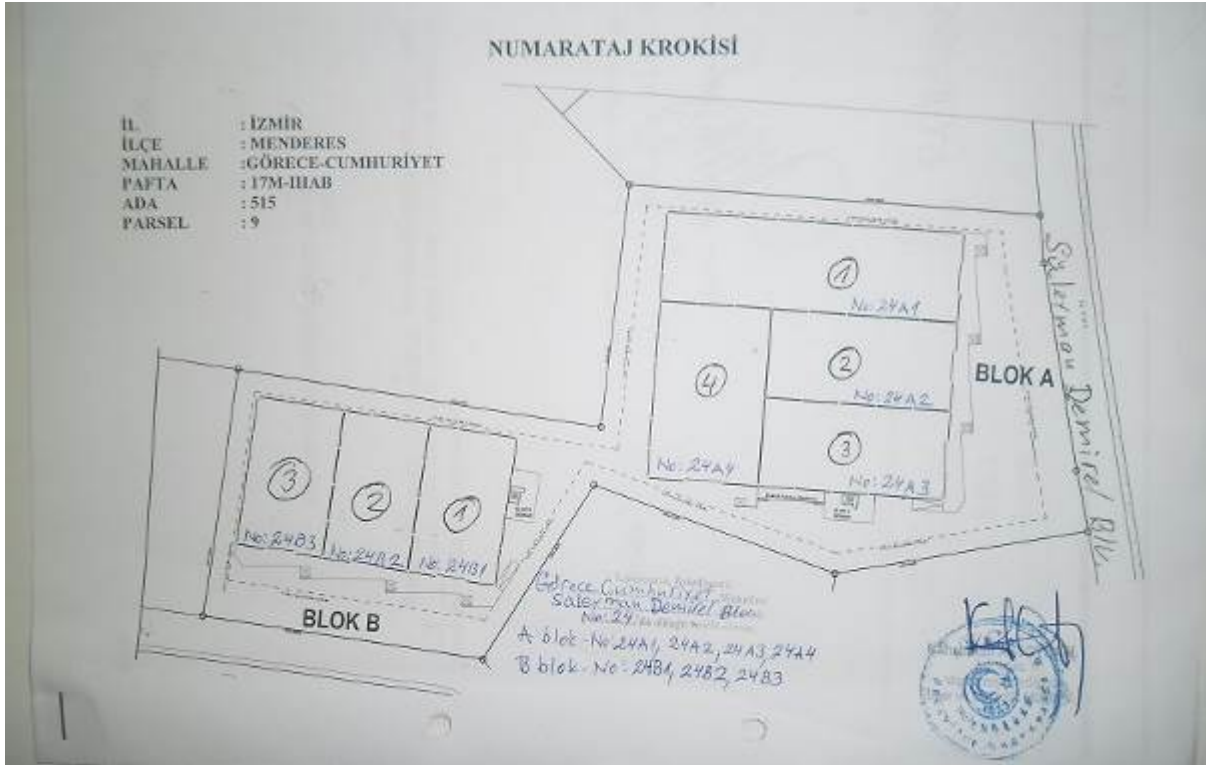 NUMARATAJ KROKİSİ
İL : İZMİR
İLÇE : MENDERES
MAHALLE :GÖRECE-CUMHURİYET
PAFTA : 17M-IIIAB
ADA : 515
PARSEL : 9
1
No:24A1
2
No:24A2
3
No:24A3
4
No:24A4
BLOK A
Süleyman Demirel Blv.
3
No:24B3
2
No:24B2
1
No:24B1
BLOK B
Görece Cumhuriyet
Süleyman Demirel
No:24
A blok-No:24A1, 24A2, 24A3, 24A4
B blok-No:24B1, 24B2, 24B3